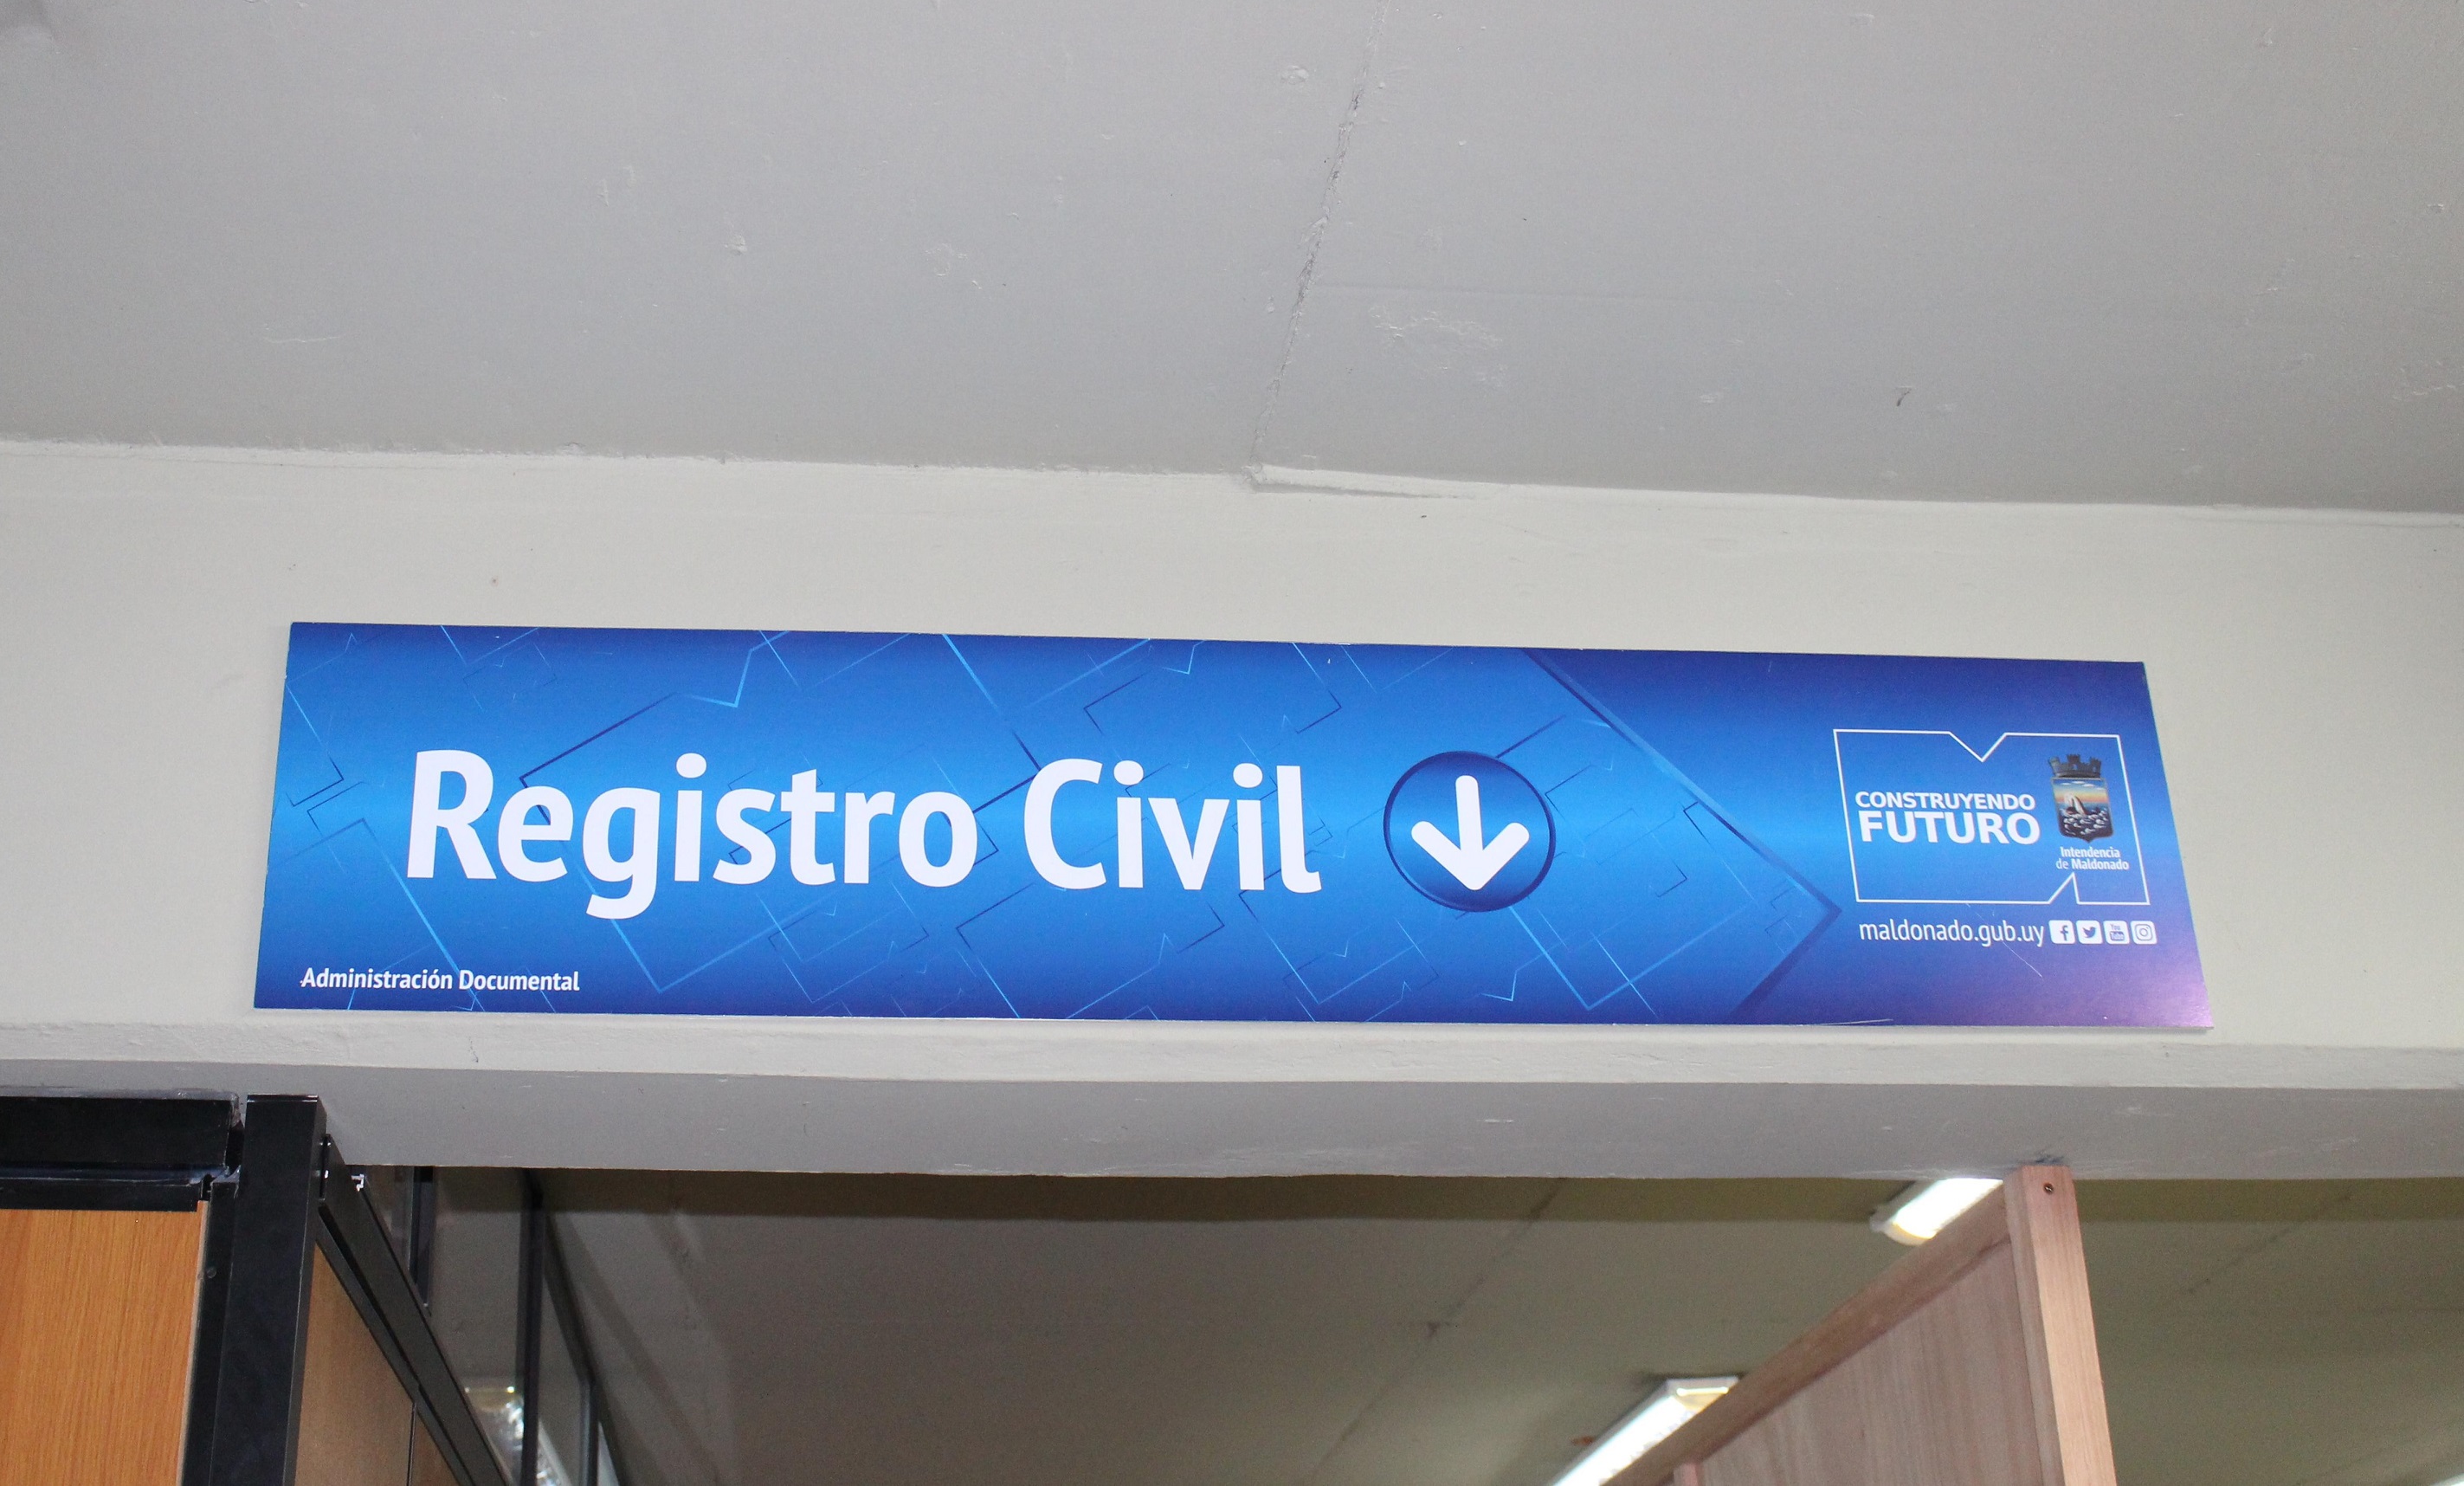 Registro Civil
Administración Documental
CONSTRUYENDO
FUTURO
Intendencia
de Maldonado
maldonado.gub.uy